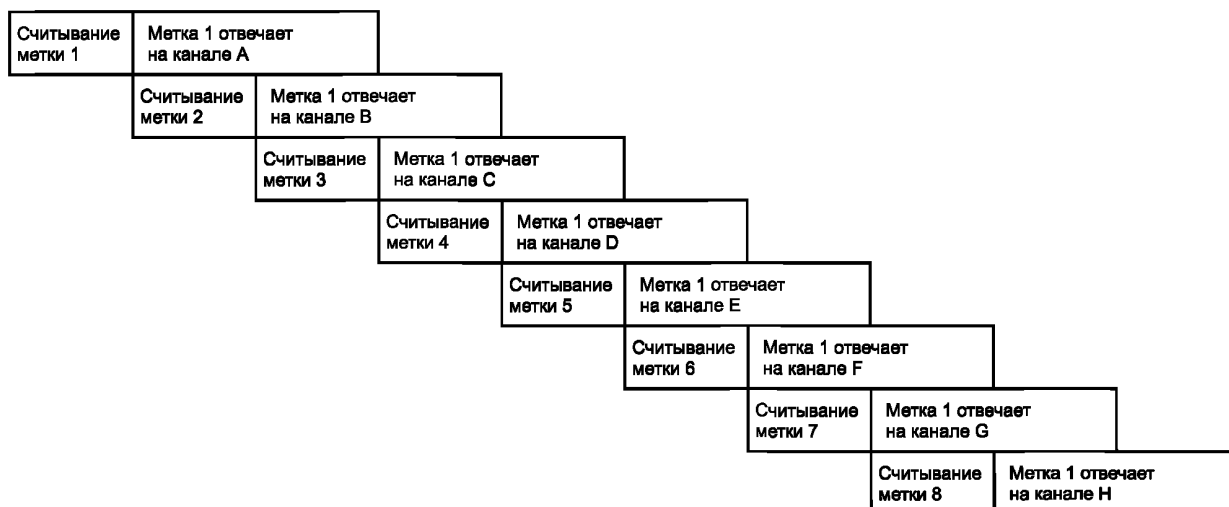 Считывание
метки 1
Метка 1 отвечает
на канале A
Считывание
метки 2
Метка 1 отвечает
на канале B
Считывание
метки 3
Метка 1 отвечает
на канале C
Считывание
метки 4
Метка 1 отвечает
на канале D
Считывание
метки 5
Метка 1 отвечает
на канале E
Считывание
метки 6
Метка 1 отвечает
на канале F
Считывание
метки 7
Метка 1 отвечает
на канале G
Считывание
метки 8
Метка 1 отвечает
на канале H